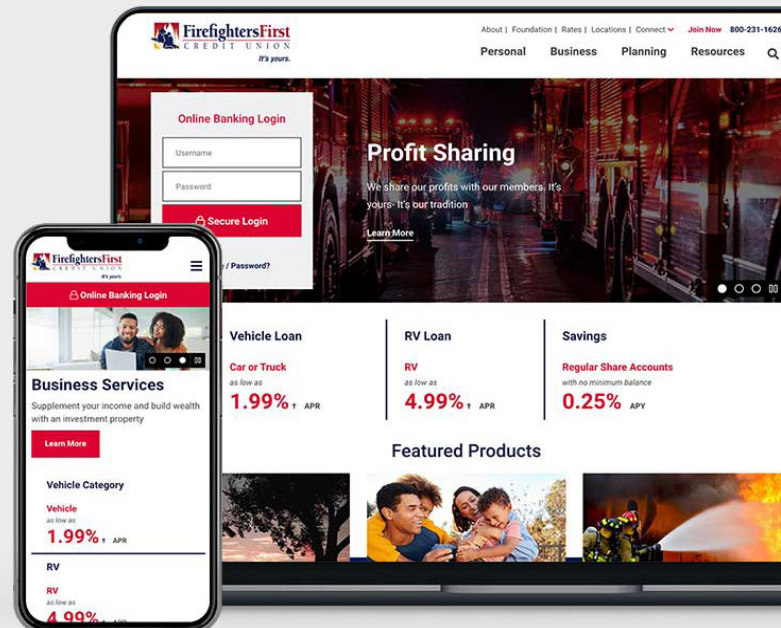 FirefightersFirst
CREDIT UNION
It's yours.
About | Foundation | Rates | Locations | Connect Join Now 800-231-1626
Personal Business Planning Resources
Online Banking Login
Username
Password
Secure Login
/ Password?
Profit Sharing
We share our profits with our members. It's
yours- It's our tradition
Learn More
Vehicle Loan
Car or Truck
as low as
1.99% † APR
RV Loan
RV
as low as
4.99% † APR
Savings
Regular Share Accounts
with no minimum balance
0.25% APY
Featured Products
FirefightersFirst
CREDIT UNION
It's yours.
Online Banking Login
Business Services
Supplement your income and build wealth
with an investment property
Learn More
Vehicle Category
Vehicle
as low as
1.99% † APR
RV
RV
as low as
4.99% † APR